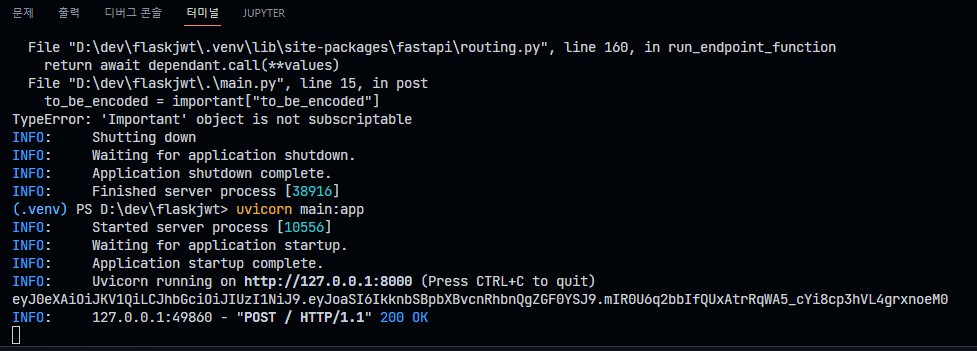 문제 출력 디버그 콘솔 터미널 JUPYTER
File "D:\dev\flaskjwt\.venv\lib\site-packages\fastapi\routing.py", line 160, in run_endpoint_function
return await dependant.call(**values)
File "D:\dev\flaskjwt\.\main.py", line 15, in post
to_be_encoded = important["to_be_encoded"]
TypeError: 'Important' object is not subscriptable
INFO: Shutting down
INFO: Waiting for application shutdown.
INFO: Application shutdown complete.
INFO: Finished server process [38916]
(.venv) PS D:\dev\flaskjwt> uvicorn main:app
INFO: Started server process [10556]
INFO: Waiting for application startup.
INFO: Application startup complete.
INFO: Uvicorn running on http://127.0.0.1:8000 (Press CTRL+C to quit)
eyJ0eXAiOiJKV1QiLCJhbGciOiJIUzI1NiJ9.eyJoaSI6IkknbSBpbXBvcnRhbnQgZGF0YSJ9.mIR0U6q2bbIfQUxAtrRqWA5_cYi8cp3hVL4grxnoeM0
INFO: 127.0.0.1:49860 - "POST / HTTP/1.1" 200 OK